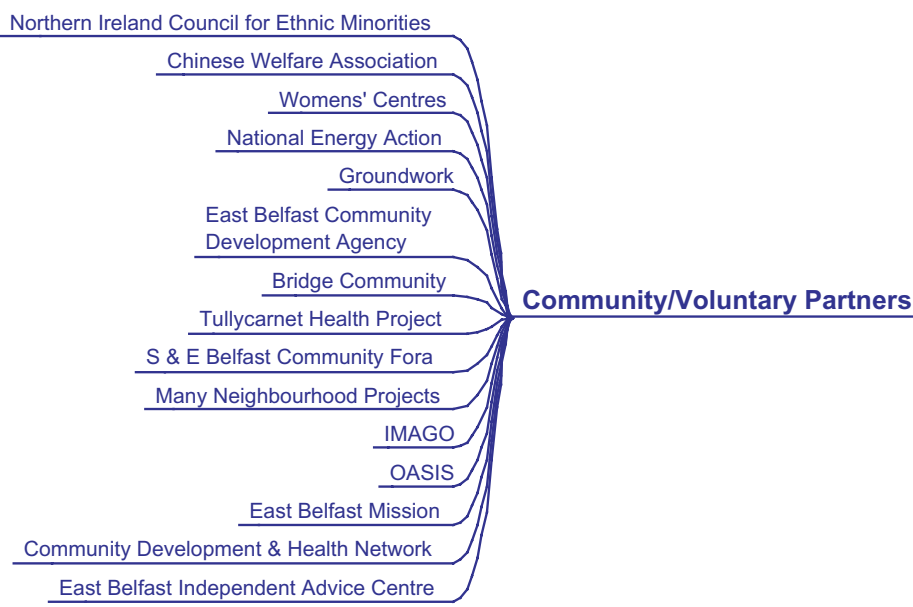 Northern Ireland Council for Ethnic Minorities
Chinese Welfare Association
Womens' Centres
National Energy Action
Groundwork
East Belfast Community
Development Agency
Bridge Community
Community/Voluntary Partners
Tullycarnet Health Project
S & E Belfast Community Fora
Many Neighbourhood Projects
IMAGO
OASIS
East Belfast Mission
Community Development & Health Network
East Belfast Independent Advice Centre